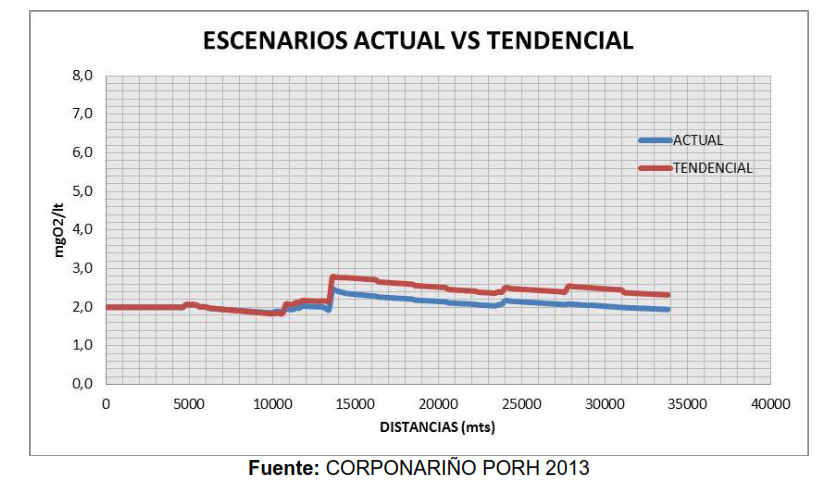 ESCENARIOS ACTUAL VS TENDENCIAL
8,0
7,0
6,0
5,0
4,0
3,0
2,0
1,0
0,0
mgO2/lt
ACTUAL
TENDENCIAL
0 5000 10000 15000 20000 25000 30000 35000 40000
DISTANCIAS (mts)
Fuente: CORPONARIÑO PORH 2013